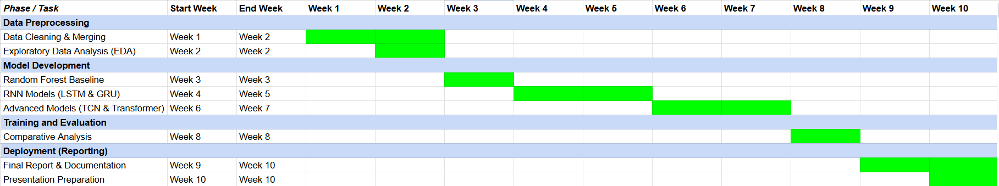 Phase / Task Start Week End Week Week 1 Week 2 Week 3 Week 4 Week 5 Week 6 Week 7 Week 8 Week 9 Week 10
Data Preprocessing
Data Cleaning & Merging Week 1 Week 2
Exploratory Data Analysis (EDA) Week 2 Week 2
Model Development
Random Forest Baseline Week 3 Week 3
RNN Models (LSTM & GRU) Week 4 Week 5
Advanced Models (TCN & Transformer) Week 6 Week 7
Training and Evaluation
Comparative Analysis Week 8 Week 8
Deployment (Reporting)
Final Report & Documentation Week 9 Week 10
Presentation Preparation Week 10 Week 10